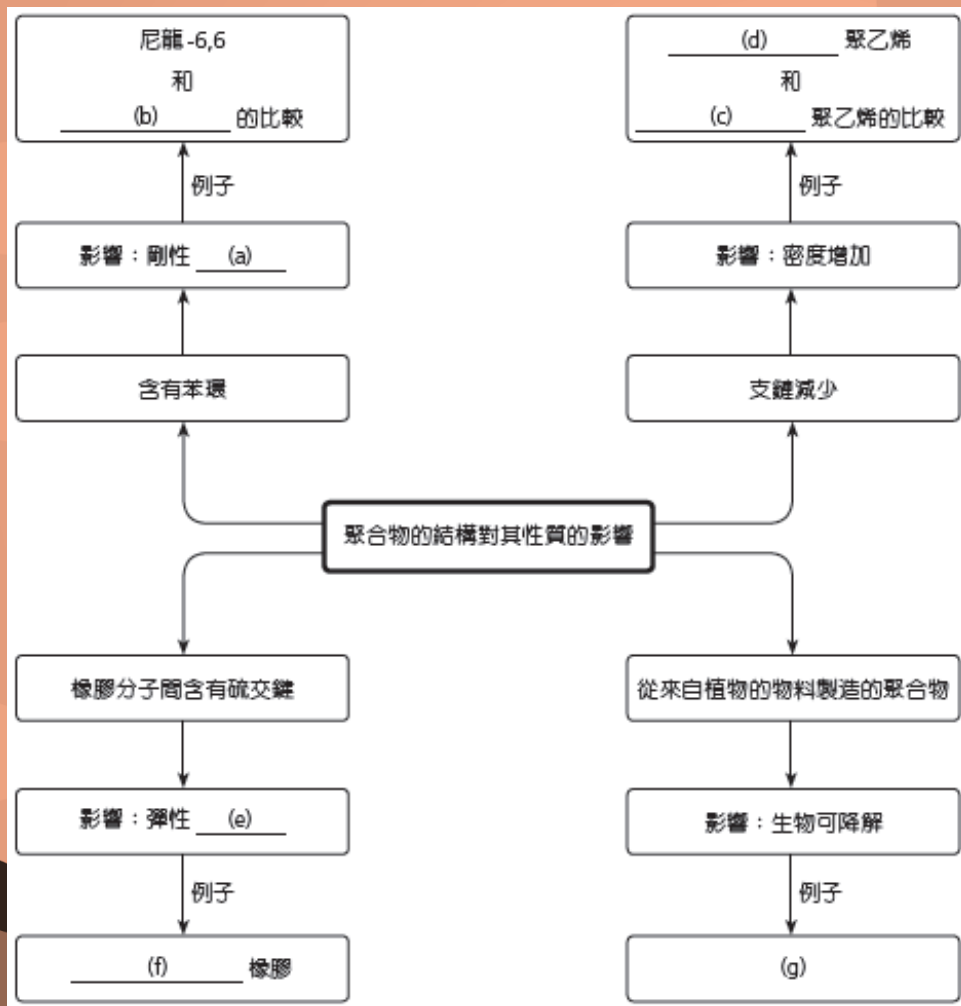 尼龍-6,6
和
(b) 的比較
例子
影響：剛性 (a)
含有苯環
(d) 聚乙烯
和
(c) 聚乙烯的比較
例子
影響：密度增加
支鏈減少
聚合物的結構對其性質的影響
橡膠分子間含有硫交鍵
影響：彈性 (e)
例子
(f) 橡膠
從來自植物的物料製造的聚合物
影響：生物可降解
例子
(g)